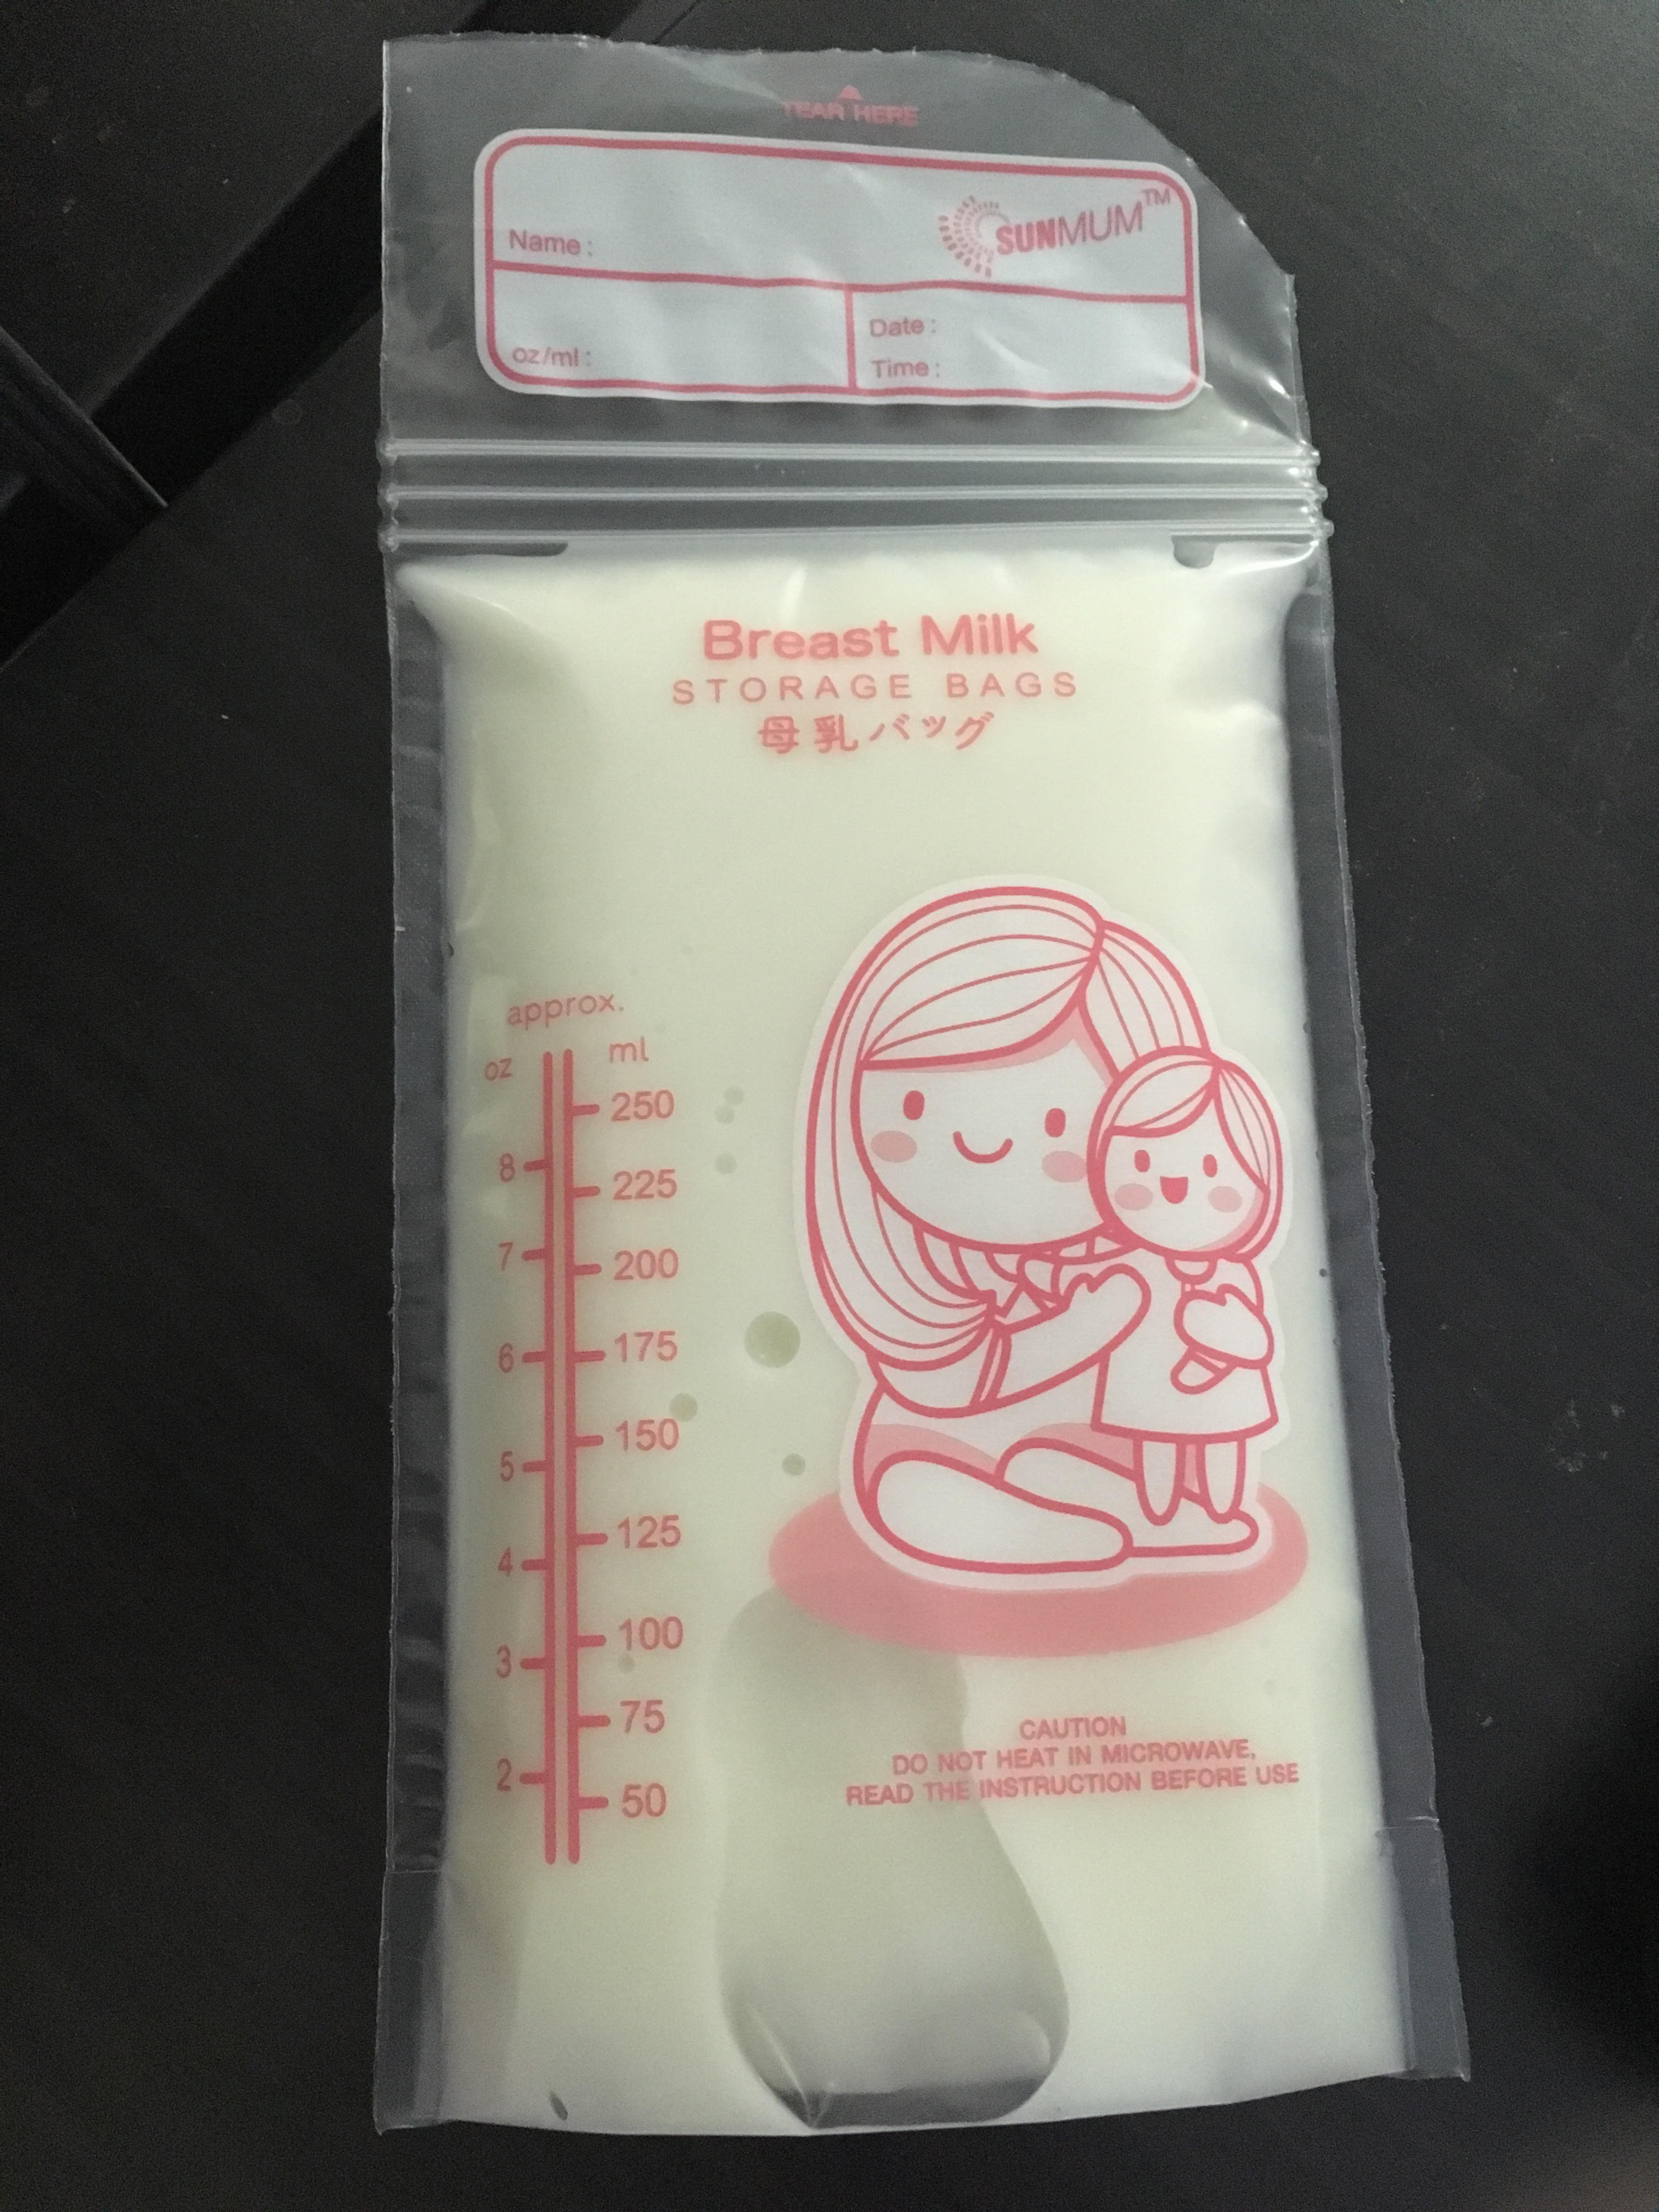 TEAR HERE
SUNMUM™
Name :
oz/ml :
Date :
Time :
Breast Milk
STORAGE BAGS
母乳バッグ
approx.
oz ml
250
8
225
7
200
6 175
150
5
125
4
100
3
75
2
50
CAUTION
DO NOT HEAT IN MICROWAVE,
READ THE INSTRUCTION BEFORE USE